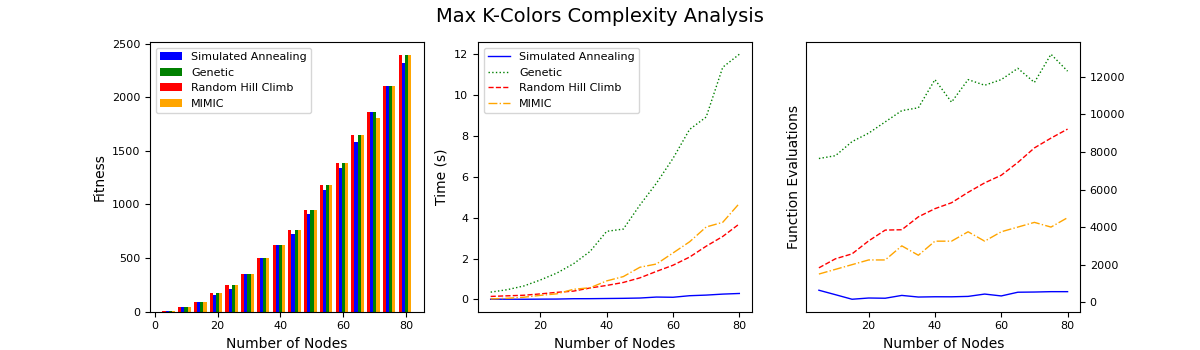 Max K-Colors Complexity Analysis
Fitness
2500
2000
1500
1000
500
0
Simulated Annealing
Genetic
Random Hill Climb
MIMIC
0 20 40 60 80
Number of Nodes
Time (s)
12
10
8
6
4
2
0
Simulated Annealing
Genetic
Random Hill Climb
MIMIC
20 40 60 80
Number of Nodes
Function Evaluations
12000
10000
8000
6000
4000
2000
0
20 40 60 80
Number of Nodes